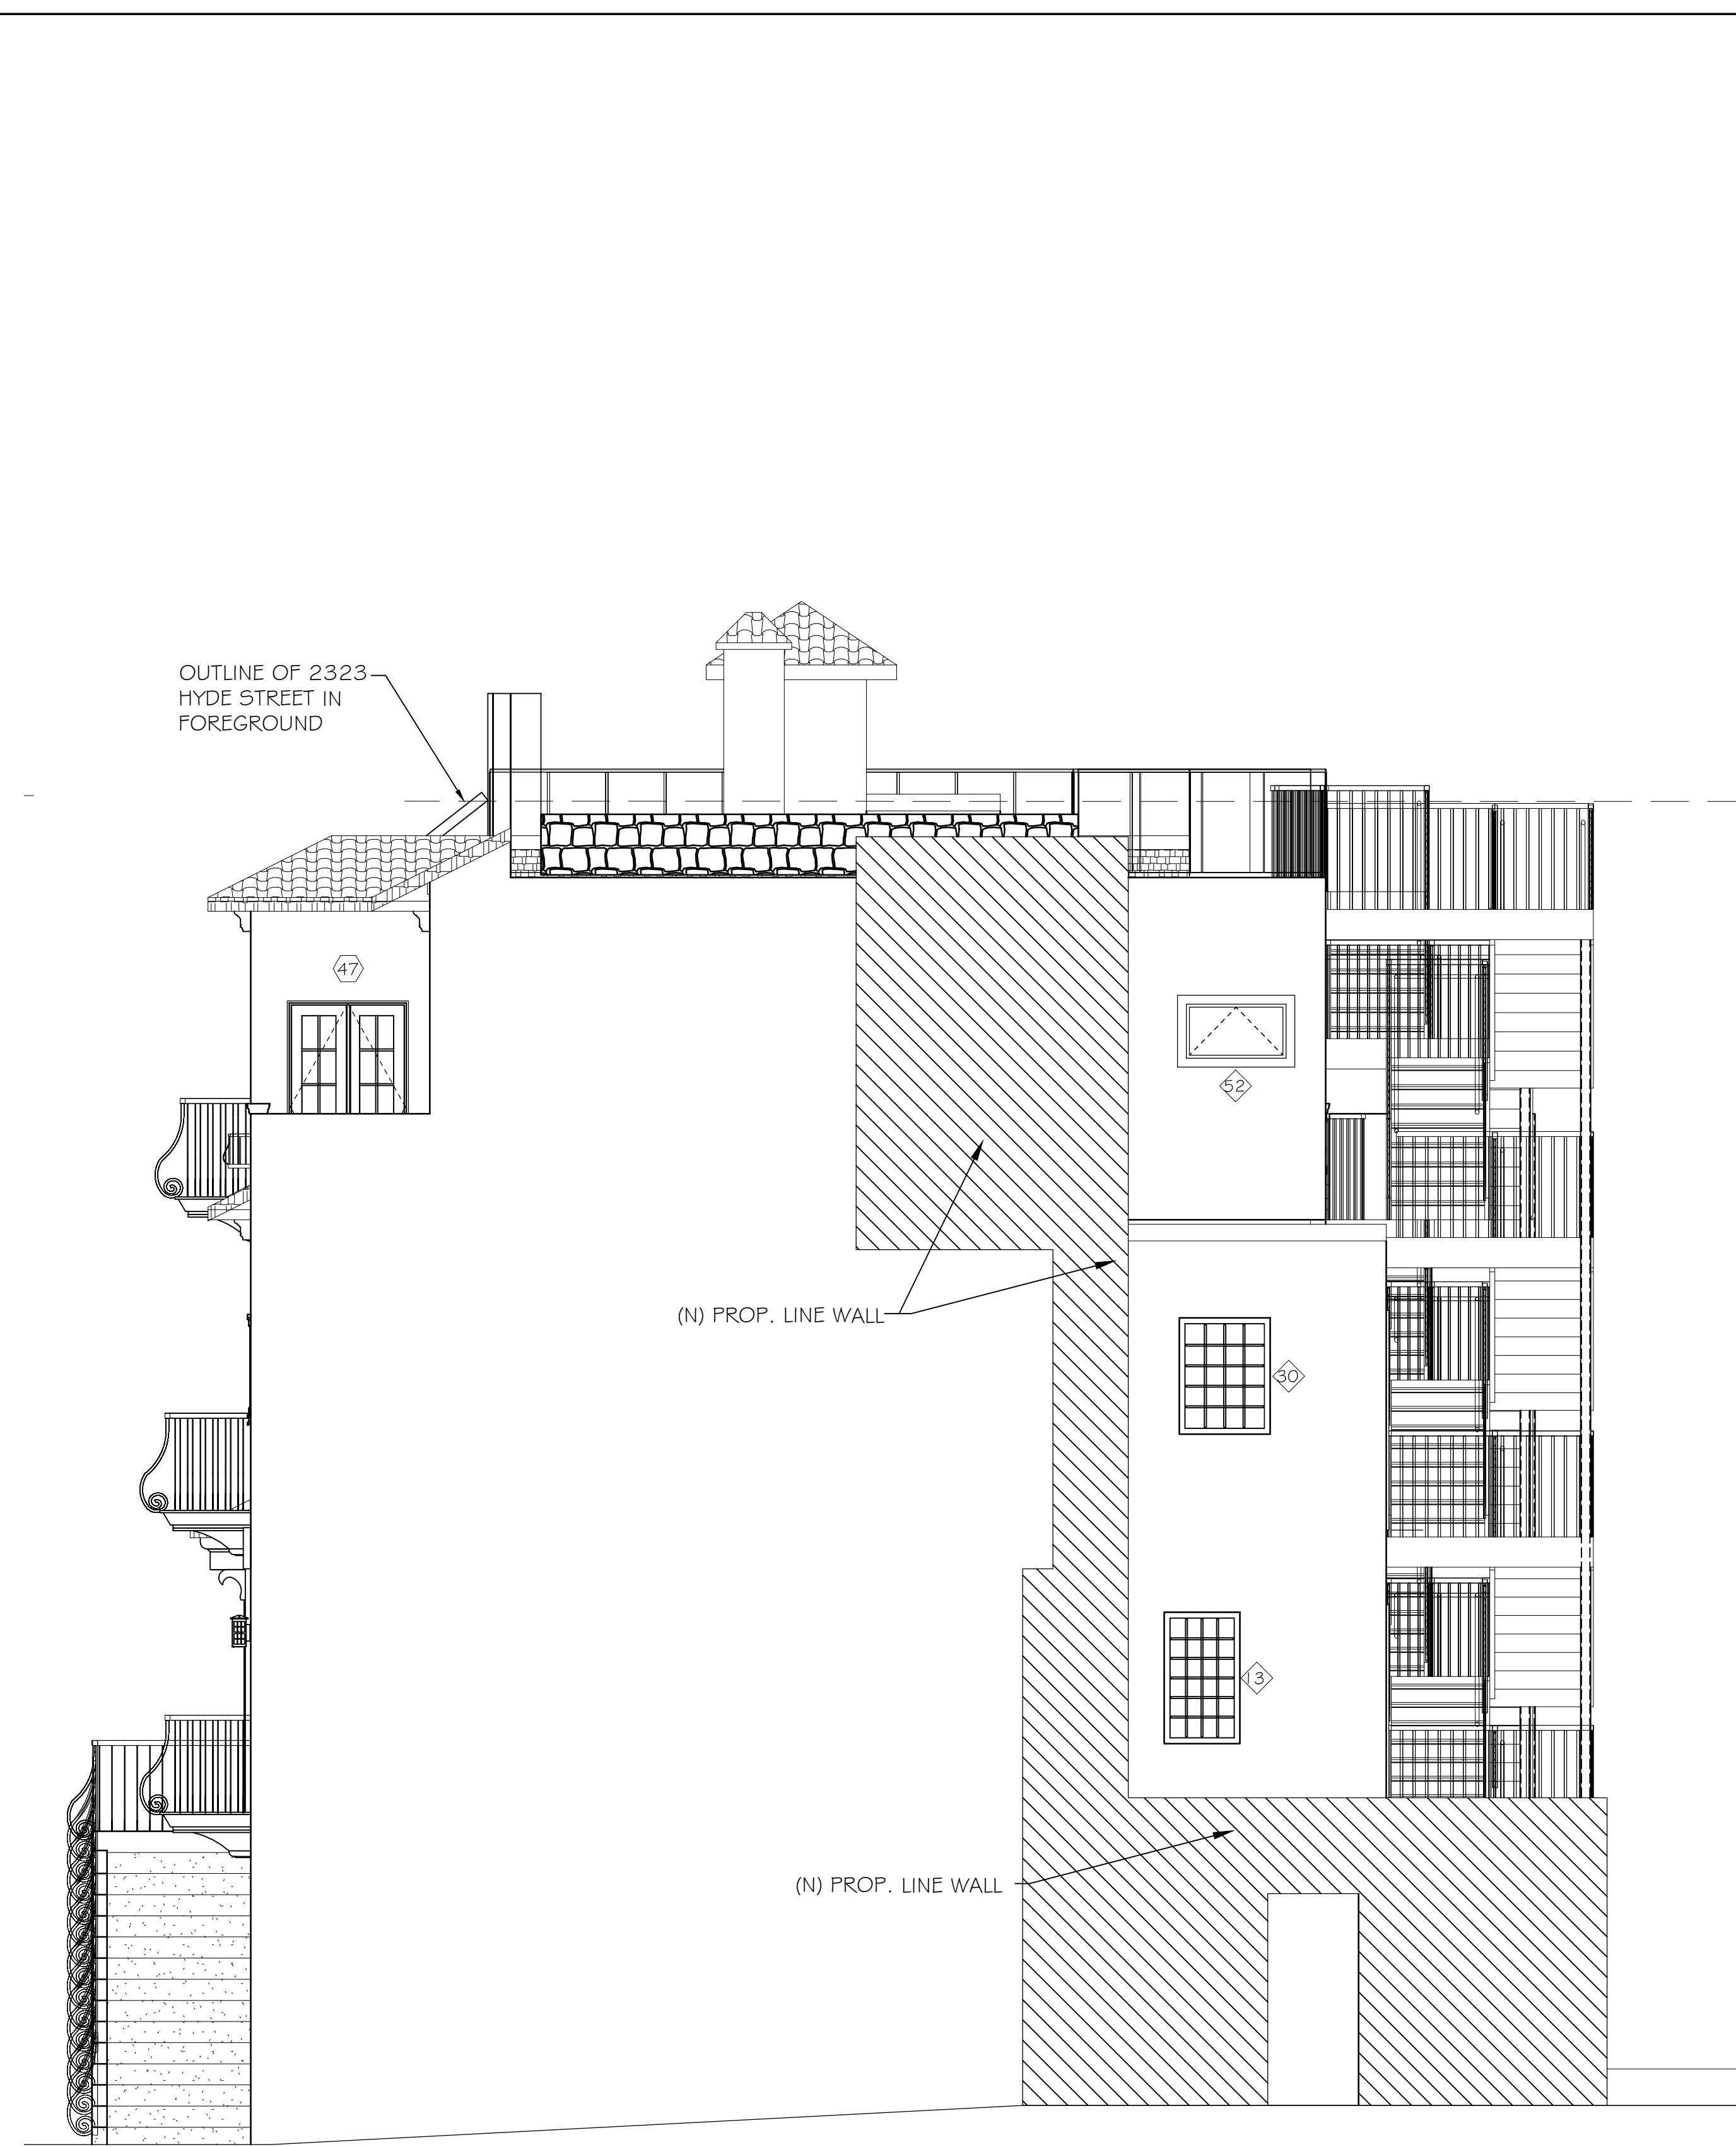 OUTLINE OF 2323
HYDE STREET IN
FOREGROUND
47
52
(N) PROP. LINE WALL
30
13
(N) PROP. LINE WALL